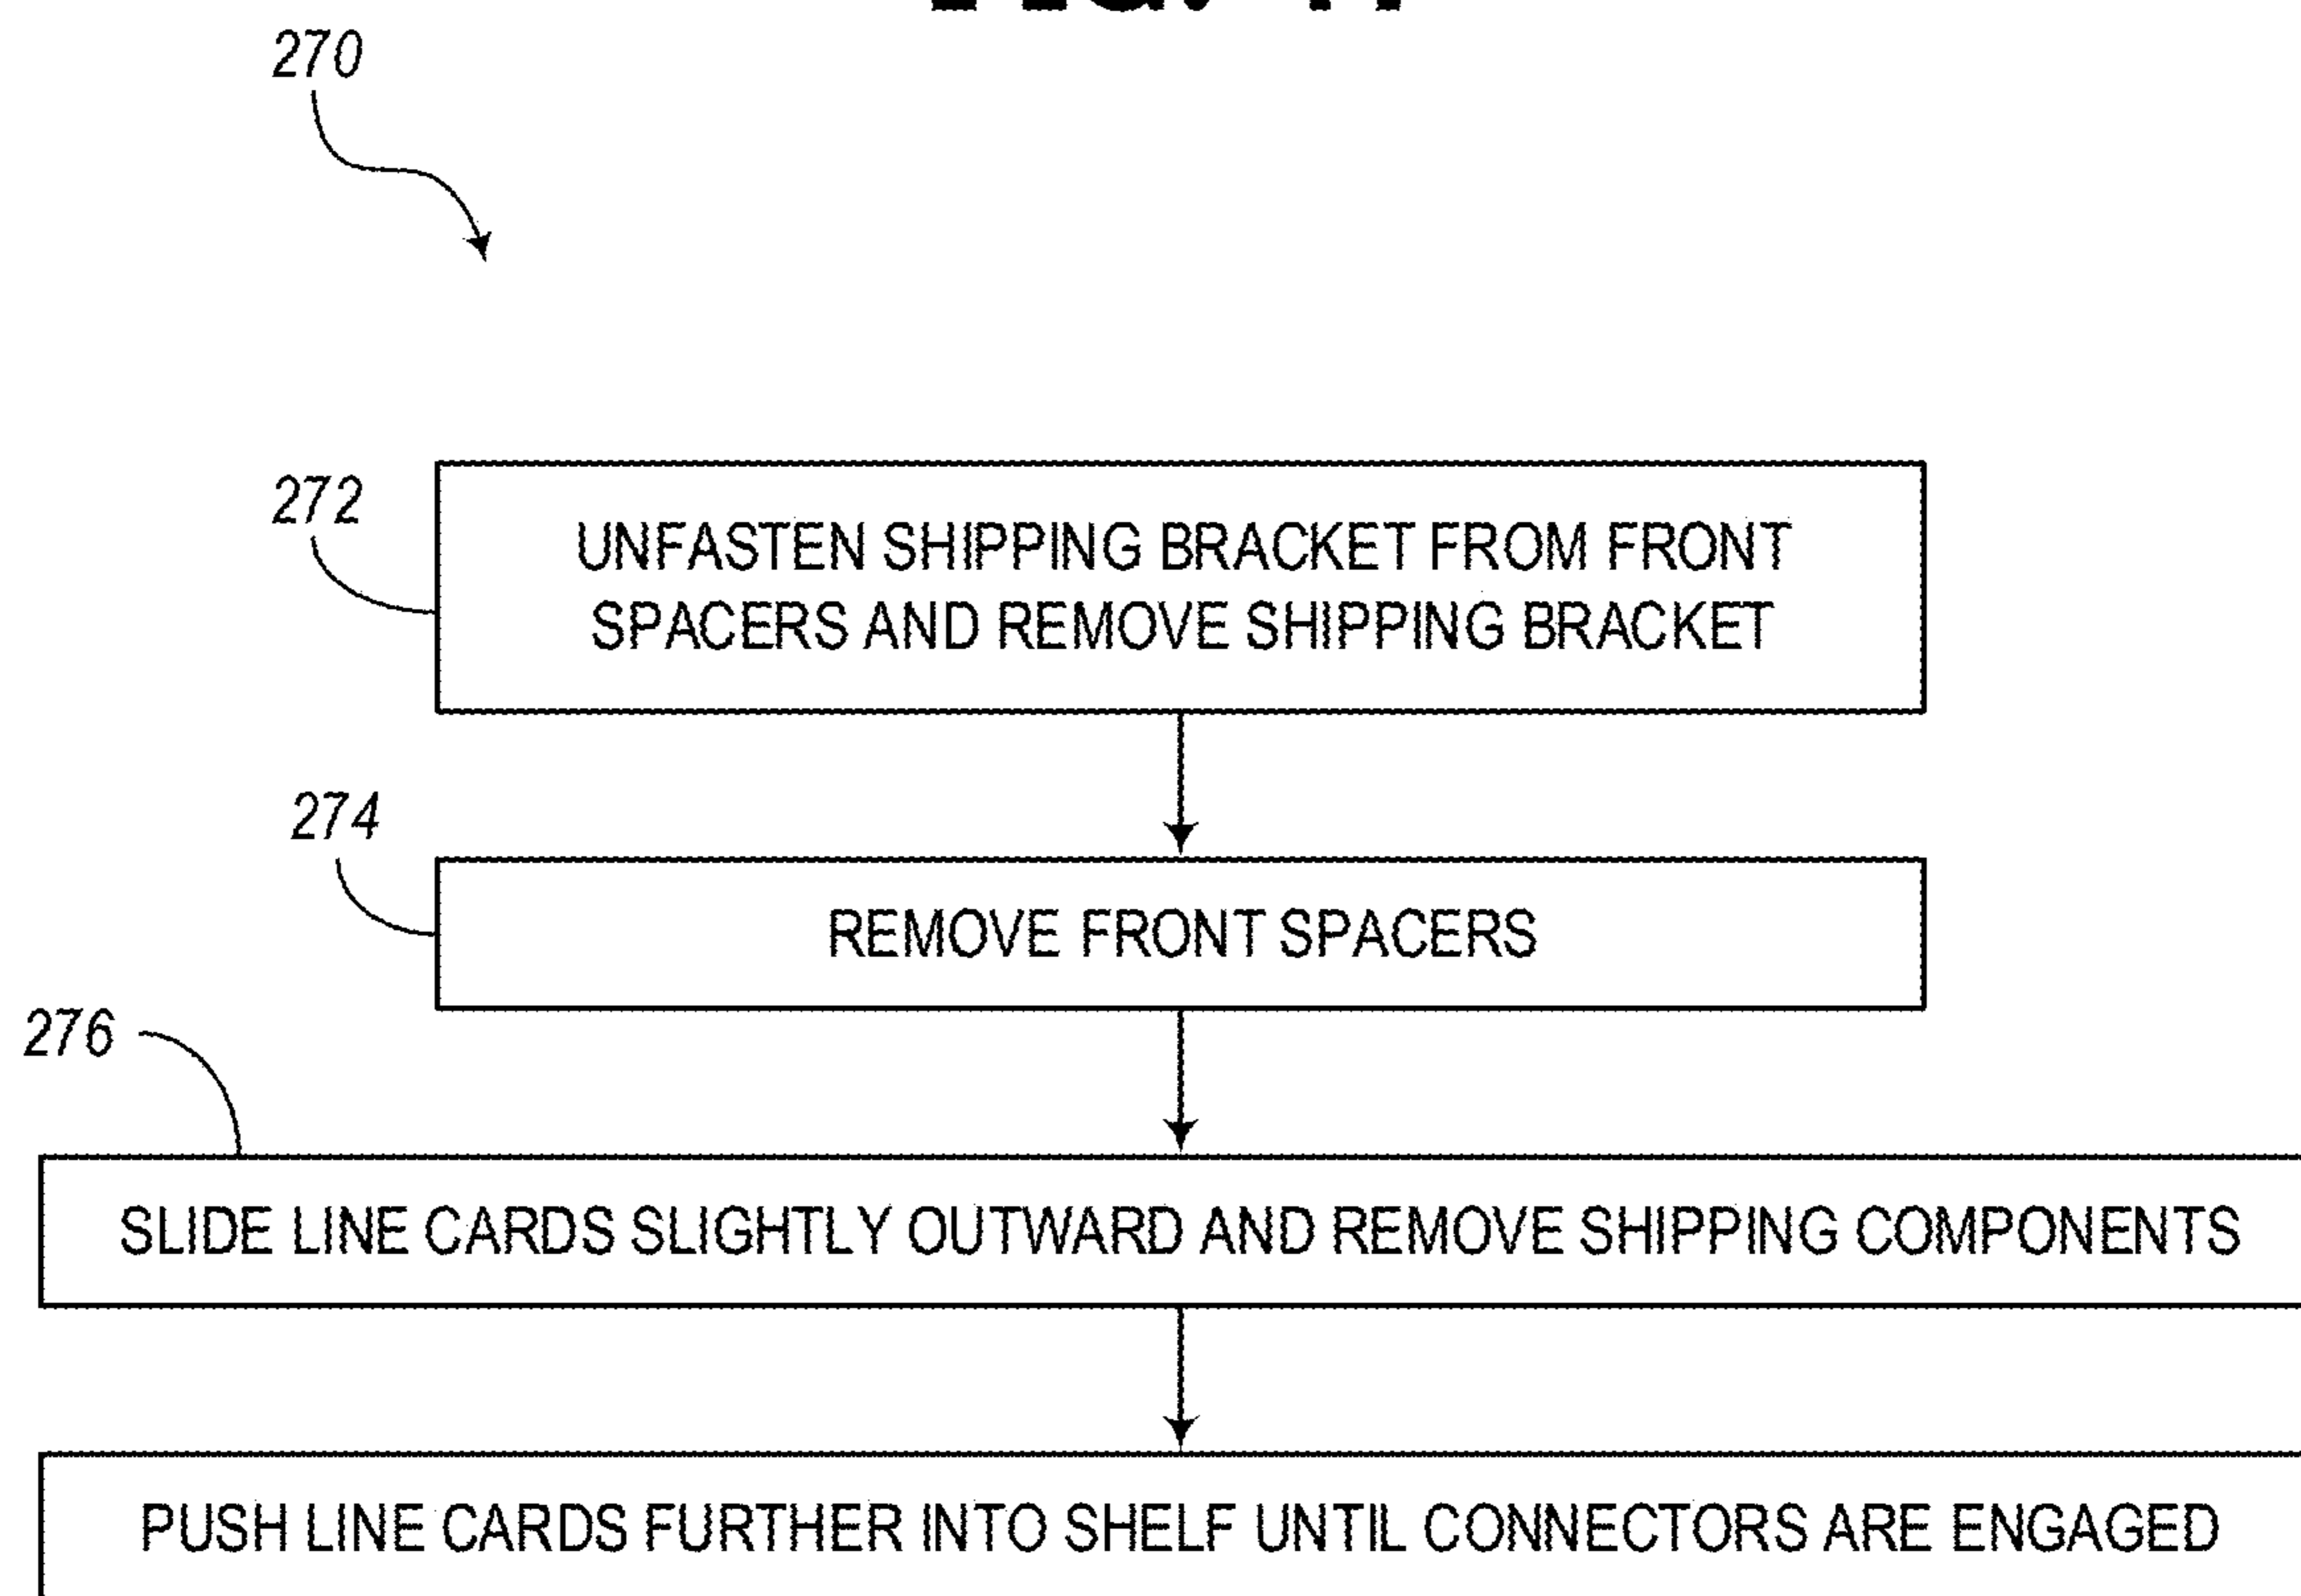 270
272
UNFASTEN SHIPPING BRACKET FROM FRONT
SPACERS AND REMOVE SHIPPING BRACKET
274
REMOVE FRONT SPACERS
276
SLIDE LINE CARDS SLIGHTLY OUTWARD AND REMOVE SHIPPING COMPONENTS
PUSH LINE CARDS FURTHER INTO SHELF UNTIL CONNECTORS ARE ENGAGED